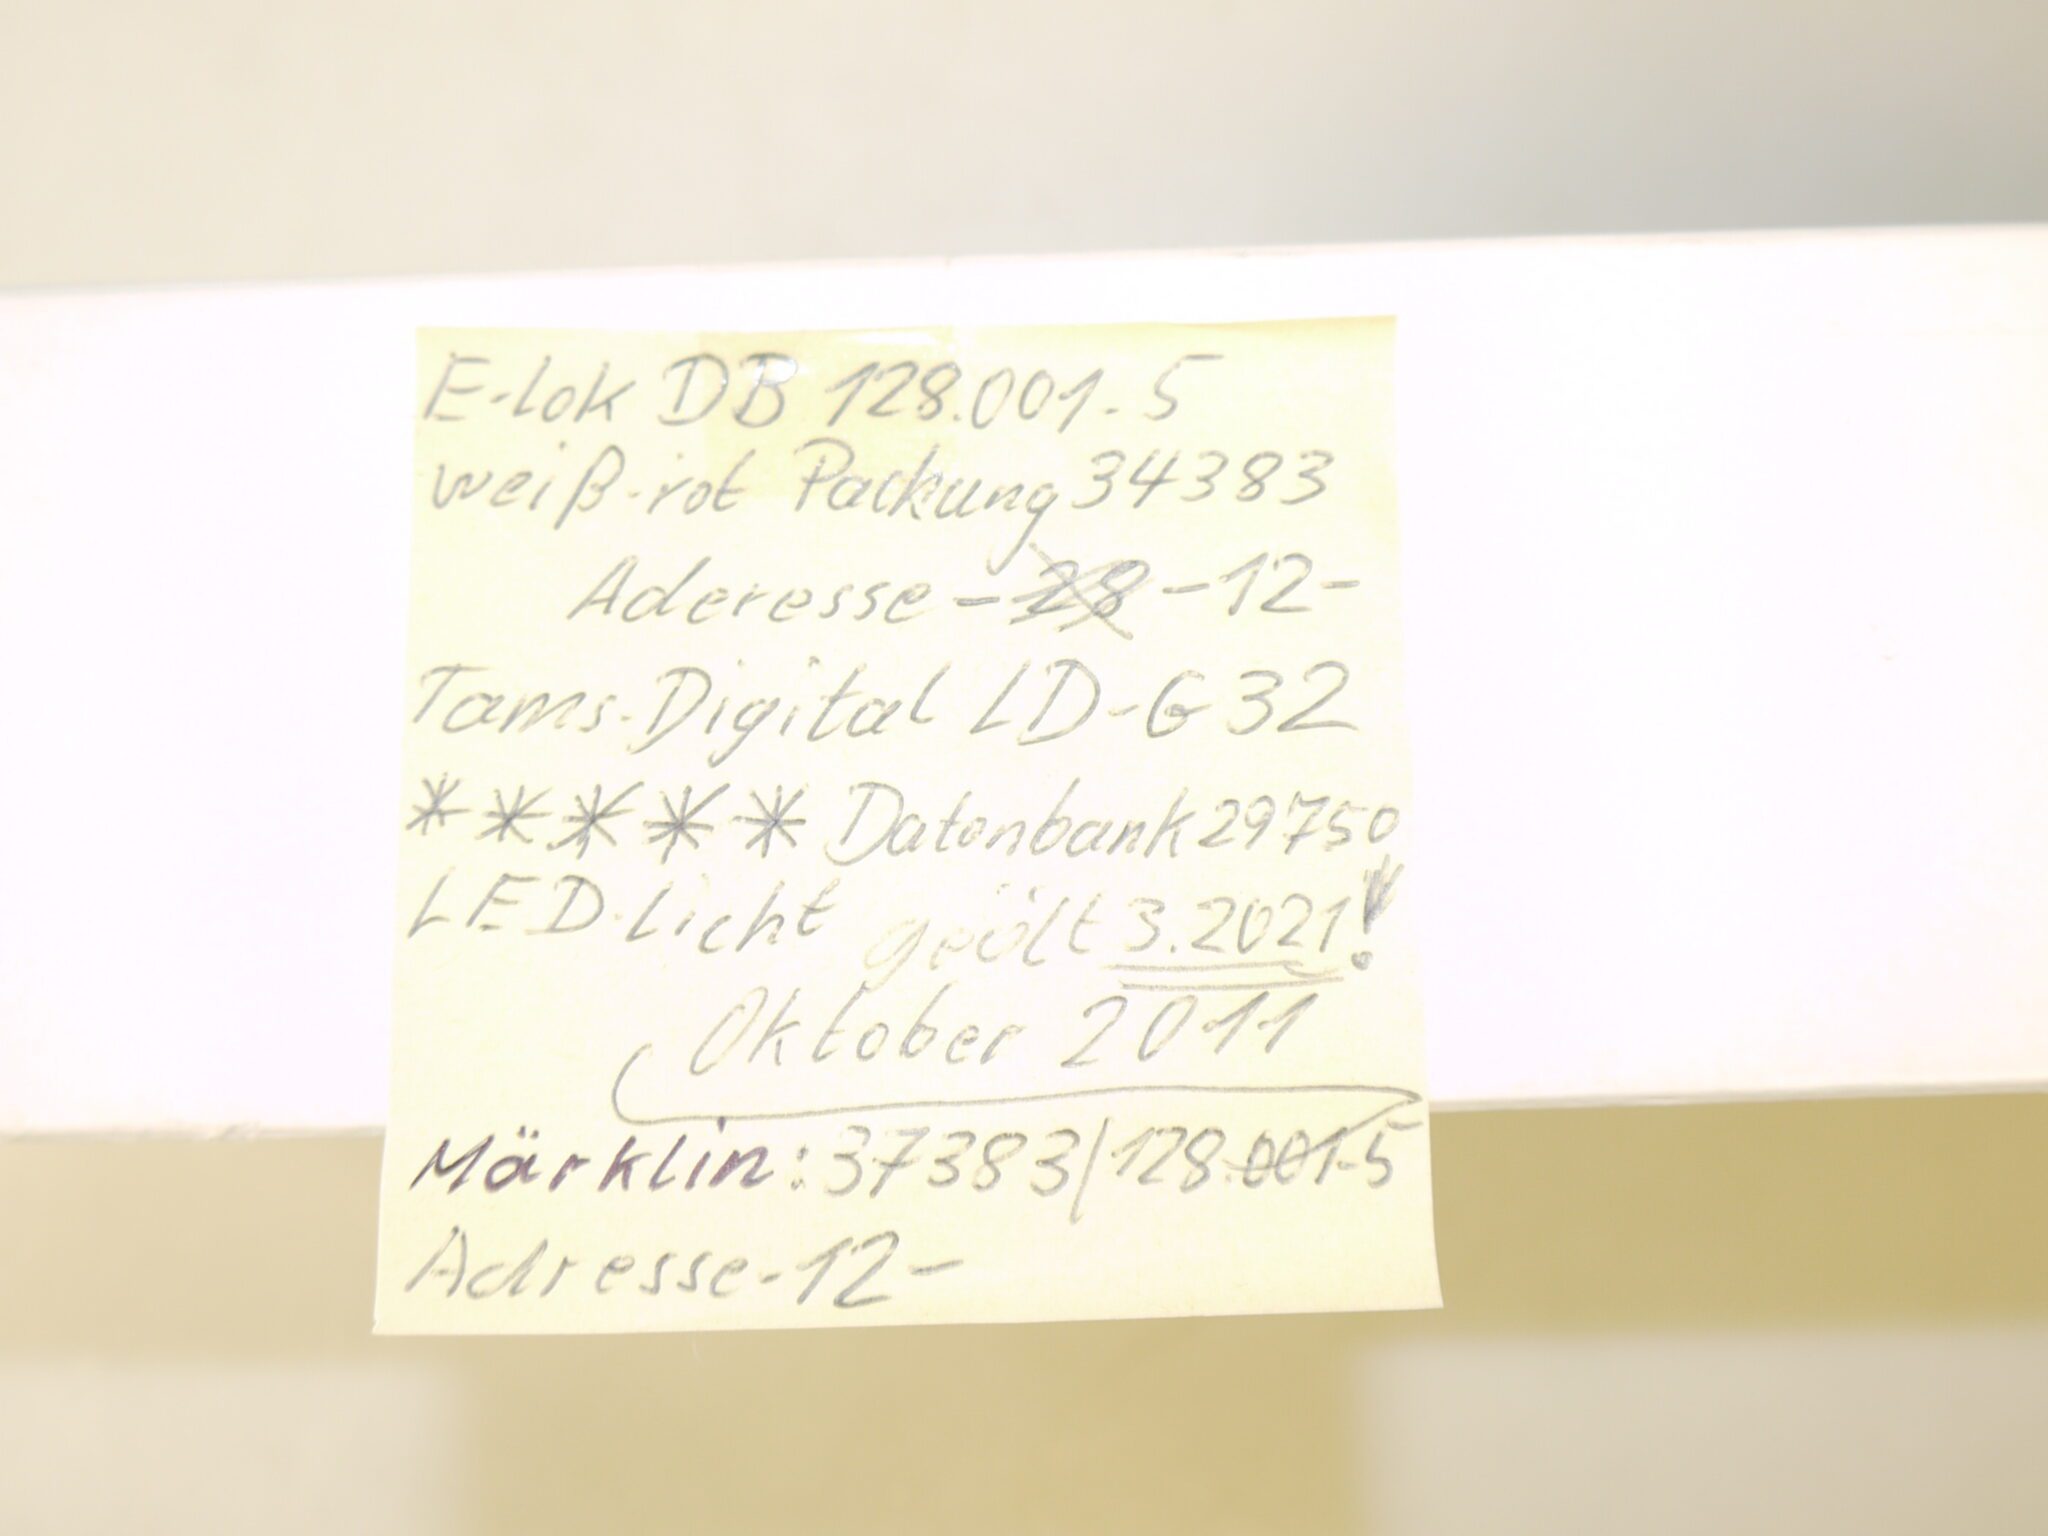 E-lok DB 128.001-5
weiß-rot Packung 34383
Aderesse - 28 - 12 -
Tams-Digital LD-G 32
***** Datenbank 29750
LED-licht geölt 3.2021!
Oktober 2011
Märklin: 37383/128.001-5
Adresse - 12 -